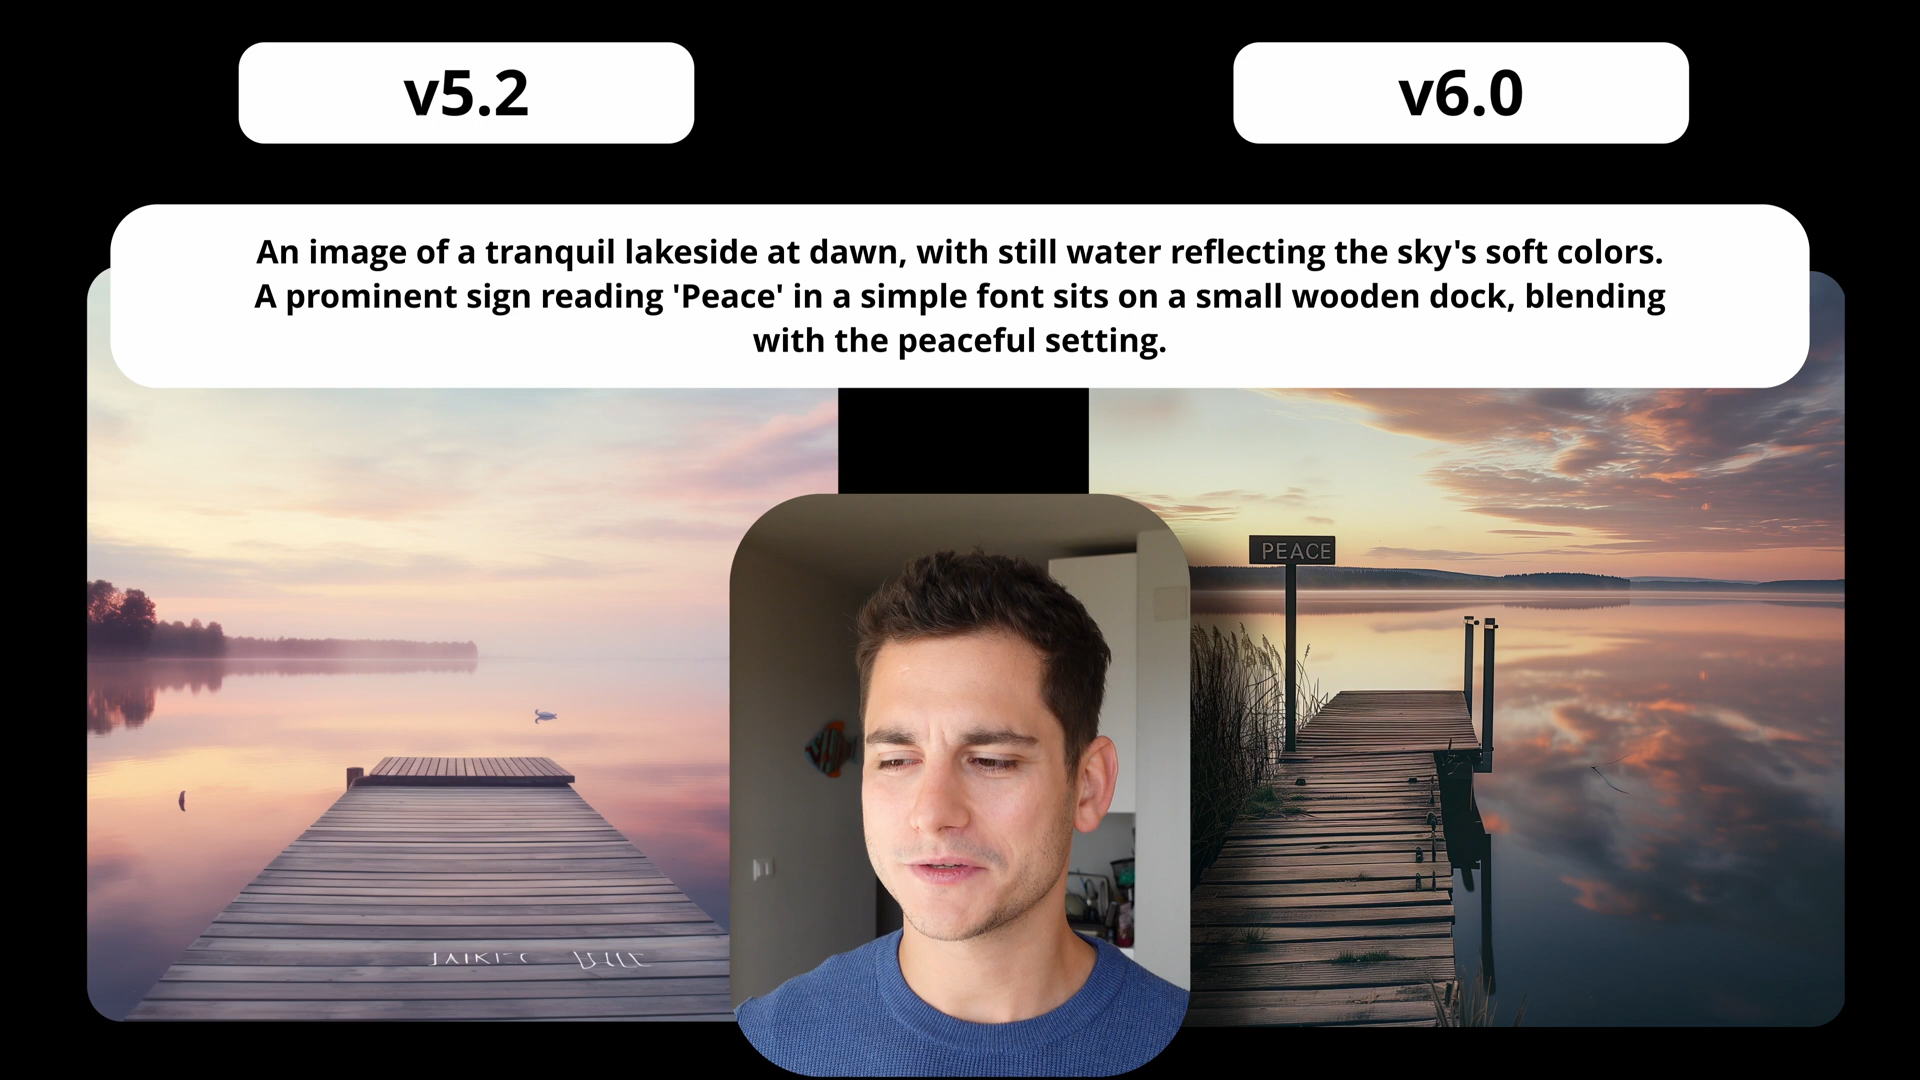 v5.2
v6.0
An image of a tranquil lakeside at dawn, with still water reflecting the sky's soft colors.
A prominent sign reading 'Peace' in a simple font sits on a small wooden dock, blending
with the peaceful setting.
PEACE